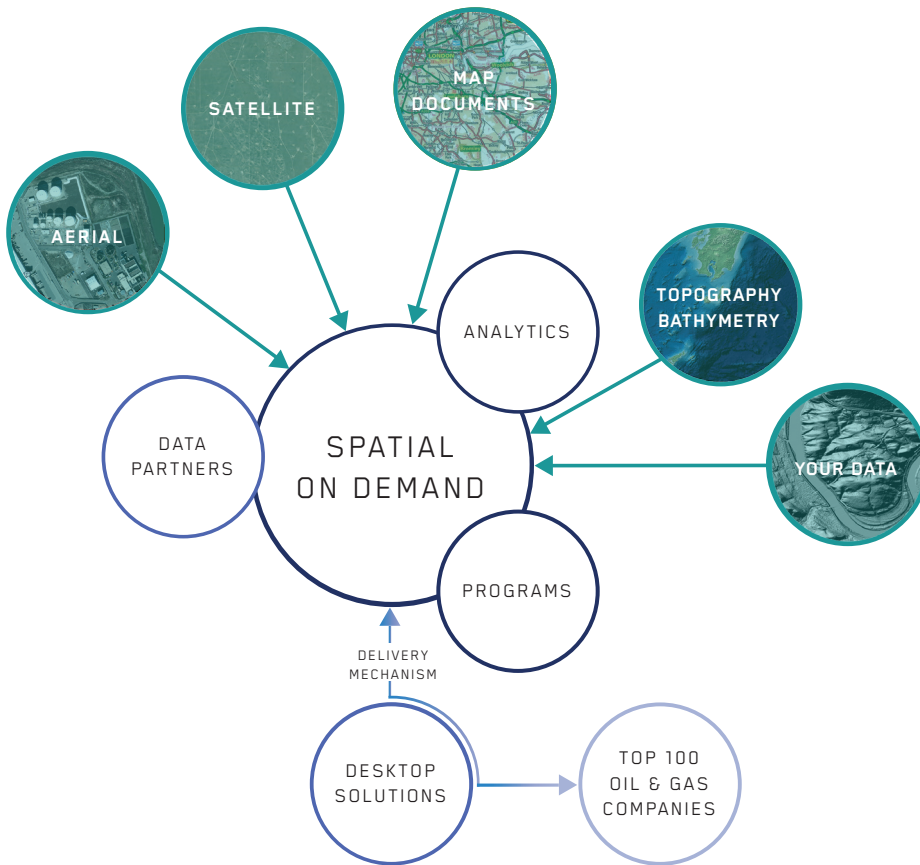 MAP
DOCUMENTS
SATELLITE
AERIAL
TOPOGRAPHY
BATHYMETRY
ANALYTICS
DATA
PARTNERS
SPATIAL
ON DEMAND
YOUR DATA
PROGRAMS
DELIVERY
MECHANISM
DESKTOP
SOLUTIONS
TOP 100
OIL & GAS
COMPANIES